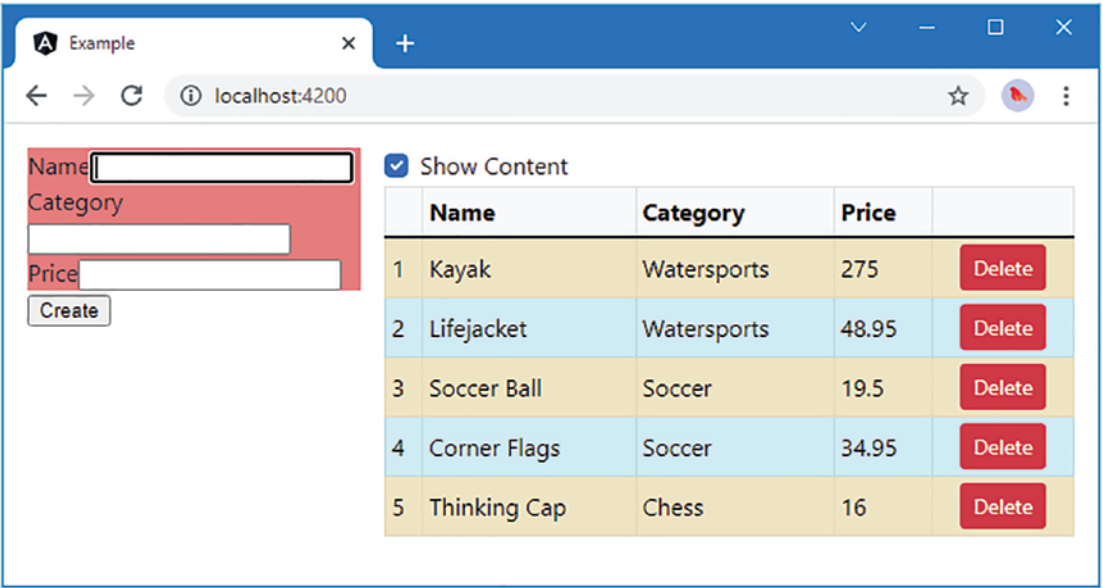 Example
localhost:4200
Name
Category
Price
Create
Show Content
Name Category Price
1 Kayak Watersports 275 Delete
2 Lifejacket Watersports 48.95 Delete
3 Soccer Ball Soccer 19.5 Delete
4 Corner Flags Soccer 34.95 Delete
5 Thinking Cap Chess 16 Delete